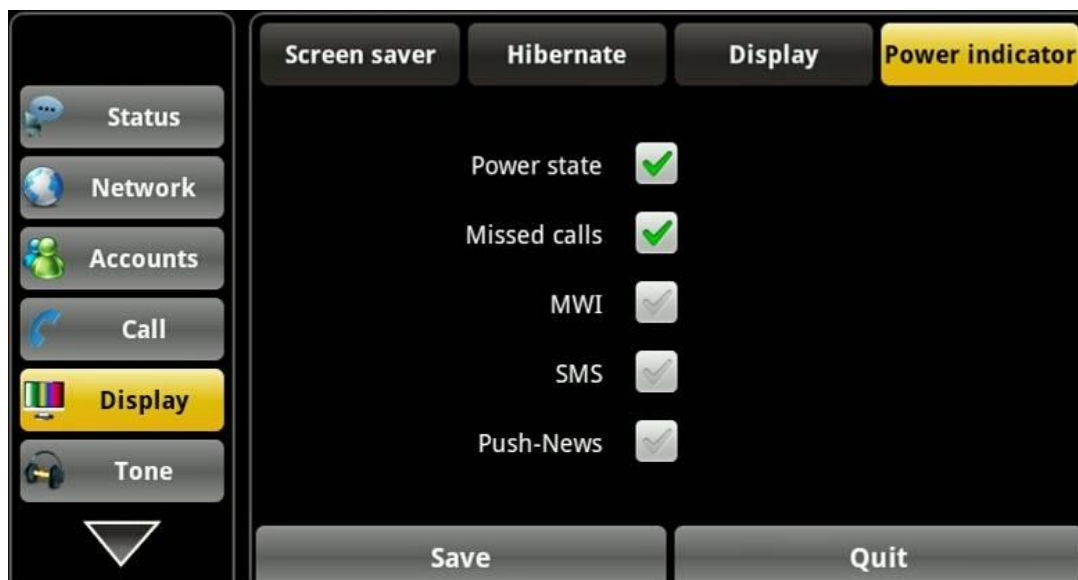 Screen saver
Hibernate
Display
Power indicator
Status
Network
Accounts
Call
Display
Tone
Power state
Missed calls
MWI
SMS
Push-News
Save
Quit